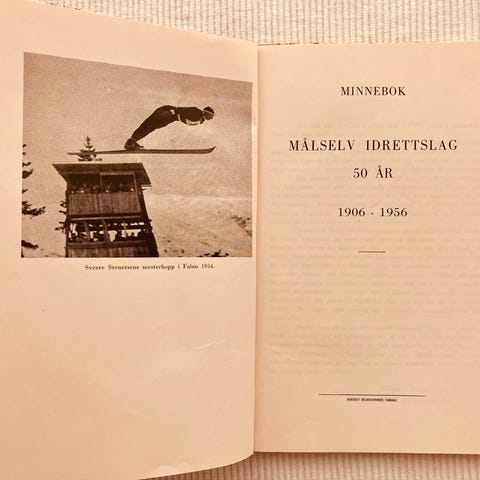 Sverre Stenersens mesterhopp i Falun 1954.
MINNEBOK
MÅLSELV IDRETTSLAG
50 ÅR
1906 - 1956